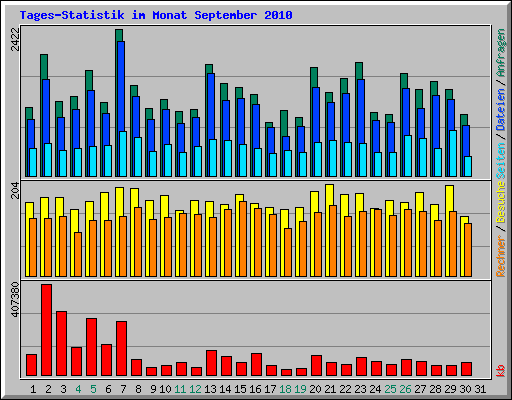 Tages-Statistik im Monat September 2010
2422
Anfragen / Dateien / Seiten
204
Besuche / Rechner
407380
kb
1 2 3 4 5 6 7 8 9 10 11 12 13 14 15 16 17 18 19 20 21 22 23 24 25 26 27 28 29 30 31